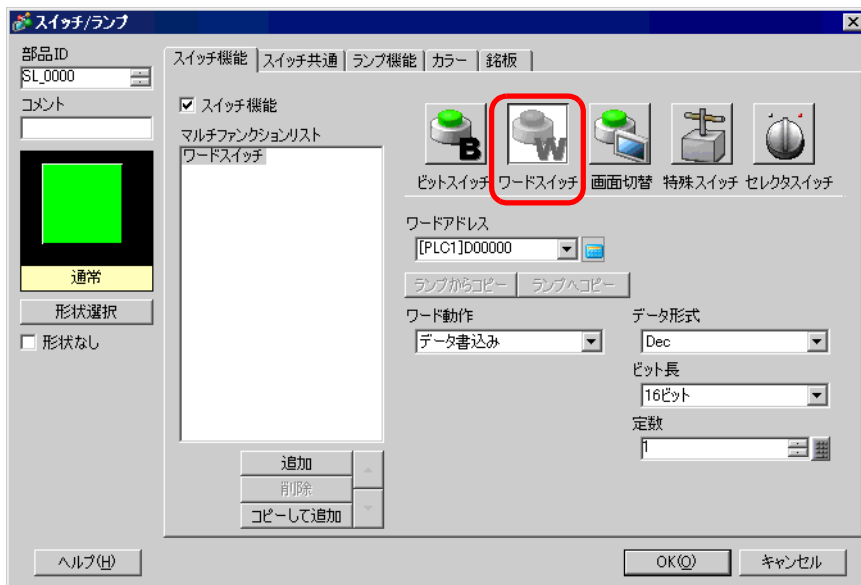 スイッチ/ランプ
部品ID
SL_0000
コメント
通常
形状選択
形状なし
スイッチ機能 スイッチ共通 ランプ機能 カラー 銘板
スイッチ機能
マルチファンクションリスト
ワードスイッチ
追加
削除
コピーして追加
B W
ビットスイッチ ワードスイッチ 画面切替 特殊スイッチ セレクタスイッチ
ワードアドレス
[PLC1]D00000
ランプからコピー ランプへコピー
ワード動作
データ書込み
データ形式
Dec
ビット長
16ビット
定数
1
ヘルプ(H) OK(O) キャンセル